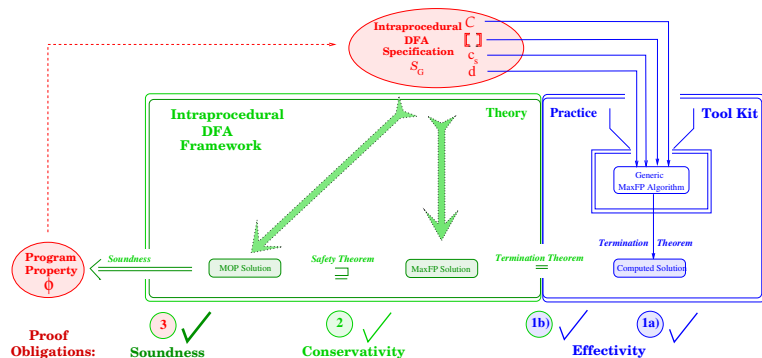 Intraprocedural
DFA
Specification
S_G
C
[[ ]]
c_s
d
Intraprocedural
DFA
Framework
Theory
Practice
Tool Kit
Generic
MaxFP Algorithm
Termination Theorem
Computed Solution
Program
Property
ϕ
Soundness
MOP Solution
Safety Theorem
⊒
MaxFP Solution
Termination Theorem
=
Proof
Obligations:
3
Soundness
2
Conservativity
1b)
1a)
Effectivity